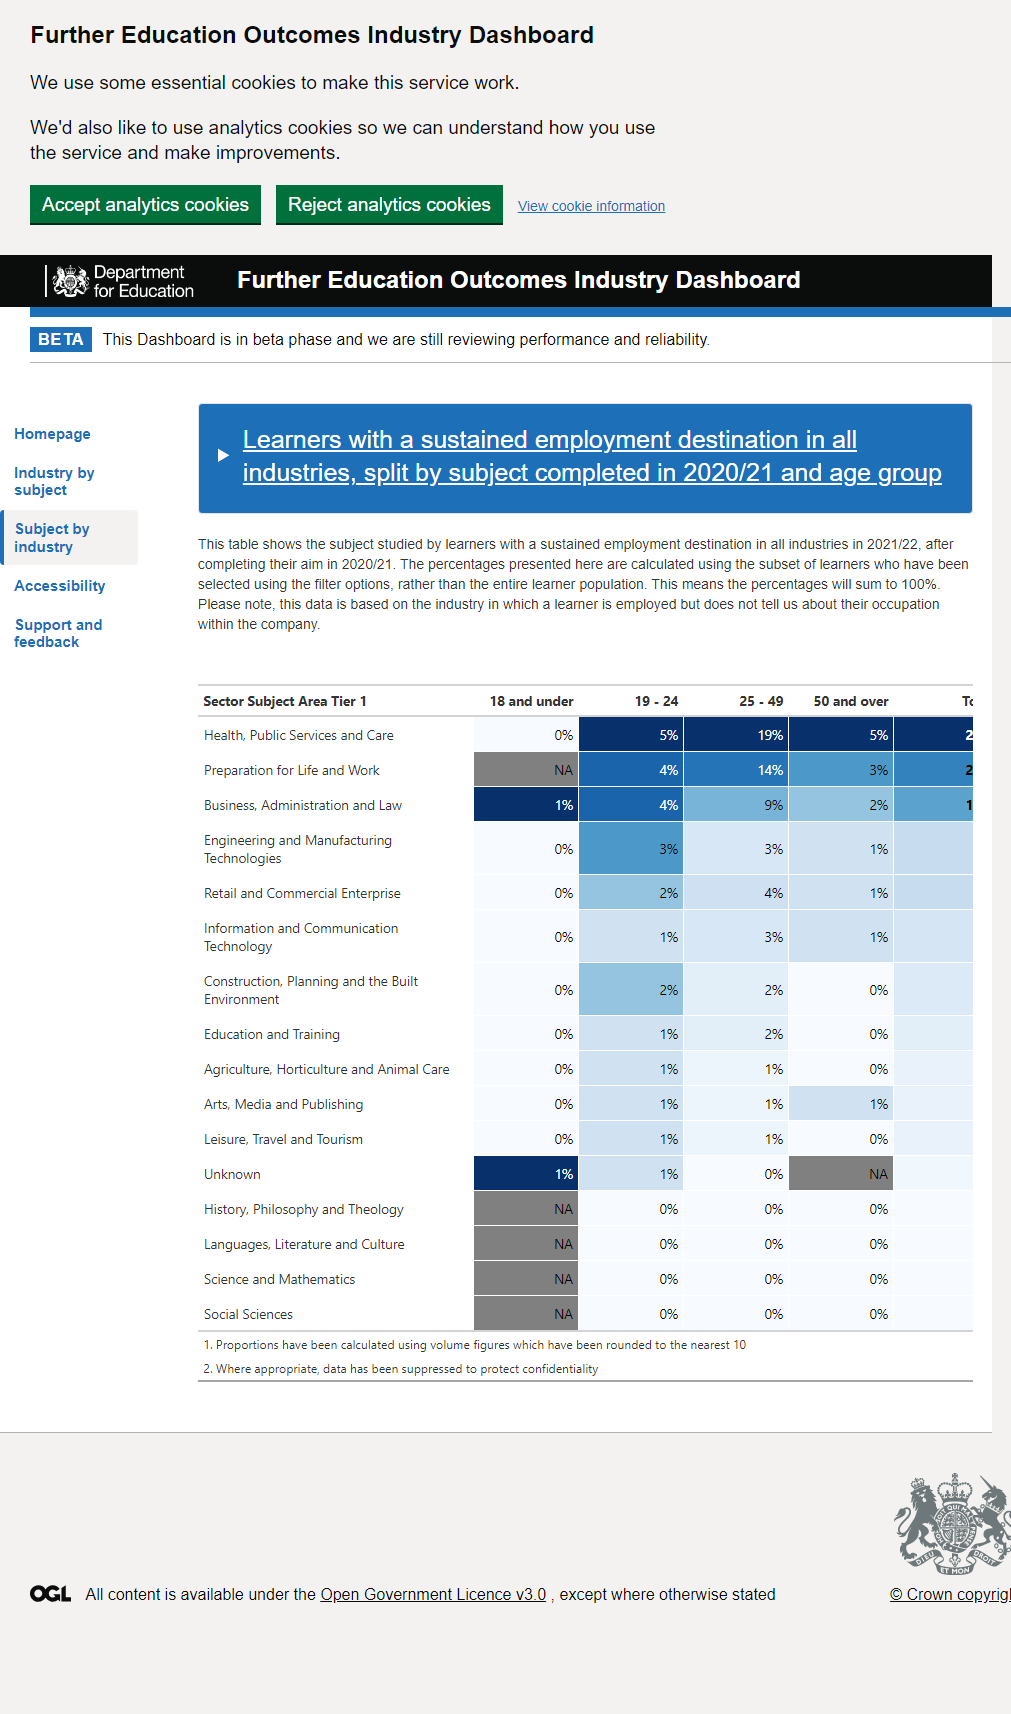 Further Education Outcomes Industry Dashboard
We use some essential cookies to make this service work.
We'd also like to use analytics cookies so we can understand how you use
the service and make improvements.
Accept analytics cookies Reject analytics cookies View cookie information
Department
for Education
Further Education Outcomes Industry Dashboard
BETA This Dashboard is in beta phase and we are still reviewing performance and reliability.
Homepage
Industry by
subject
Subject by
industry
Accessibility
Support and
feedback
Learners with a sustained employment destination in all
industries, split by subject completed in 2020/21 and age group
This table shows the subject studied by learners with a sustained employment destination in all industries in 2021/22, after
completing their aim in 2020/21. The percentages presented here are calculated using the subset of learners who have been
selected using the filter options, rather than the entire learner population. This means the percentages will sum to 100%.
Please note, this data is based on the industry in which a learner is employed but does not tell us about their occupation
within the company.
Sector Subject Area Tier 1 18 and under 19 - 24 25 - 49 50 and over
Health, Public Services and Care 0% 5% 19% 5% 2
Preparation for Life and Work NA 4% 14% 3% 2
Business, Administration and Law 1% 4% 9% 2% 1
Engineering and Manufacturing
Technologies 0% 3% 3% 1%
Retail and Commercial Enterprise 0% 2% 4% 1%
Information and Communication
Technology 0% 1% 3% 1%
Construction, Planning and the Built
Environment 0% 2% 2% 0%
Education and Training 0% 1% 2% 0%
Agriculture, Horticulture and Animal Care 0% 1% 1% 0%
Arts, Media and Publishing 0% 1% 1% 1%
Leisure, Travel and Tourism 0% 1% 1% 0%
Unknown 1% 1% 0% NA
History, Philosophy and Theology NA 0% 0% 0%
Languages, Literature and Culture NA 0% 0% 0%
Science and Mathematics NA 0% 0% 0%
Social Sciences NA 0% 0% 0%
1. Proportions have been calculated using volume figures which have been rounded to the nearest 10
2. Where appropriate, data has been suppressed to protect confidentiality
DIEU ET MON DROIT
OGL All content is available under the Open Government Licence v3.0 , except where otherwise stated
© Crown copyrig